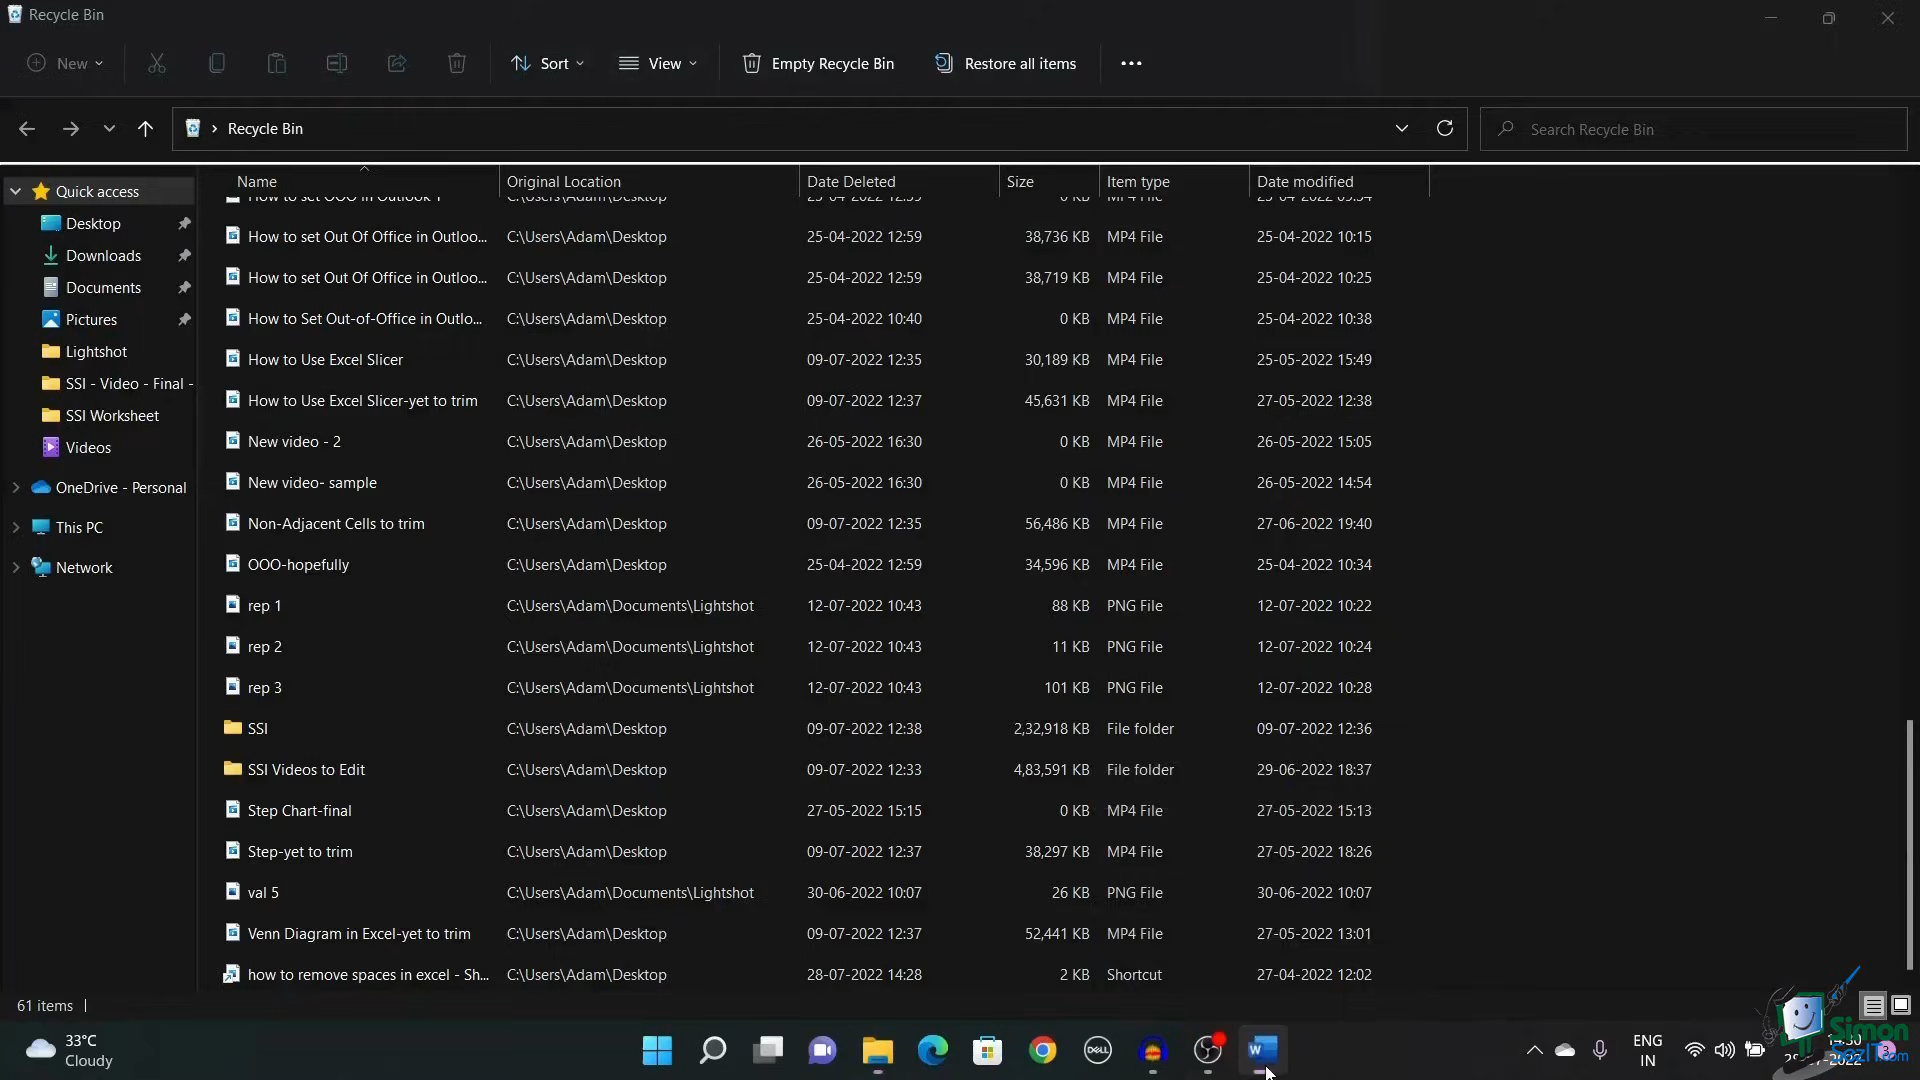 Recycle Bin
New
Sort
View
Empty Recycle Bin
Restore all items
Recycle Bin
Search Recycle Bin
Name Original Location Date Deleted Size Item type Date modified
Quick access
Desktop
Downloads
Documents
Pictures
Lightshot
SSI - Video - Final -
SSI Worksheet
Videos
OneDrive - Personal
This PC
Network
How to set Out Of Office in Outloo... C:\Users\Adam\Desktop 25-04-2022 12:59 38,736 KB MP4 File 25-04-2022 10:15
How to set Out Of Office in Outloo... C:\Users\Adam\Desktop 25-04-2022 12:59 38,719 KB MP4 File 25-04-2022 10:25
How to Set Out-of-Office in Outlo... C:\Users\Adam\Desktop 25-04-2022 10:40 0 KB MP4 File 25-04-2022 10:38
How to Use Excel Slicer C:\Users\Adam\Desktop 09-07-2022 12:35 30,189 KB MP4 File 25-05-2022 15:49
How to Use Excel Slicer-yet to trim C:\Users\Adam\Desktop 09-07-2022 12:37 45,631 KB MP4 File 27-05-2022 12:38
New video - 2 C:\Users\Adam\Desktop 26-05-2022 16:30 0 KB MP4 File 26-05-2022 15:05
New video- sample C:\Users\Adam\Desktop 26-05-2022 16:30 0 KB MP4 File 26-05-2022 14:54
Non-Adjacent Cells to trim C:\Users\Adam\Desktop 09-07-2022 12:35 56,486 KB MP4 File 27-06-2022 19:40
OOO-hopefully C:\Users\Adam\Desktop 25-04-2022 12:59 34,596 KB MP4 File 25-04-2022 10:34
rep 1 C:\Users\Adam\Documents\Lightshot 12-07-2022 10:43 88 KB PNG File 12-07-2022 10:22
rep 2 C:\Users\Adam\Documents\Lightshot 12-07-2022 10:43 11 KB PNG File 12-07-2022 10:24
rep 3 C:\Users\Adam\Documents\Lightshot 12-07-2022 10:43 101 KB PNG File 12-07-2022 10:28
SSI C:\Users\Adam\Desktop 09-07-2022 12:38 2,32,918 KB File folder 09-07-2022 12:36
SSI Videos to Edit C:\Users\Adam\Desktop 09-07-2022 12:33 4,83,591 KB File folder 29-06-2022 18:37
Step Chart-final C:\Users\Adam\Desktop 27-05-2022 15:15 0 KB MP4 File 27-05-2022 15:13
Step-yet to trim C:\Users\Adam\Desktop 09-07-2022 12:37 38,297 KB MP4 File 27-05-2022 18:26
val 5 C:\Users\Adam\Documents\Lightshot 30-06-2022 10:07 26 KB PNG File 30-06-2022 10:07
Venn Diagram in Excel-yet to trim C:\Users\Adam\Desktop 09-07-2022 12:37 52,441 KB MP4 File 27-05-2022 13:01
how to remove spaces in excel - Sh... C:\Users\Adam\Desktop 28-07-2022 14:28 2 KB Shortcut 27-04-2022 12:02
61 items
33°C
Cloudy
DELL
W
ENG
IN
Simon
SezIT.com
3